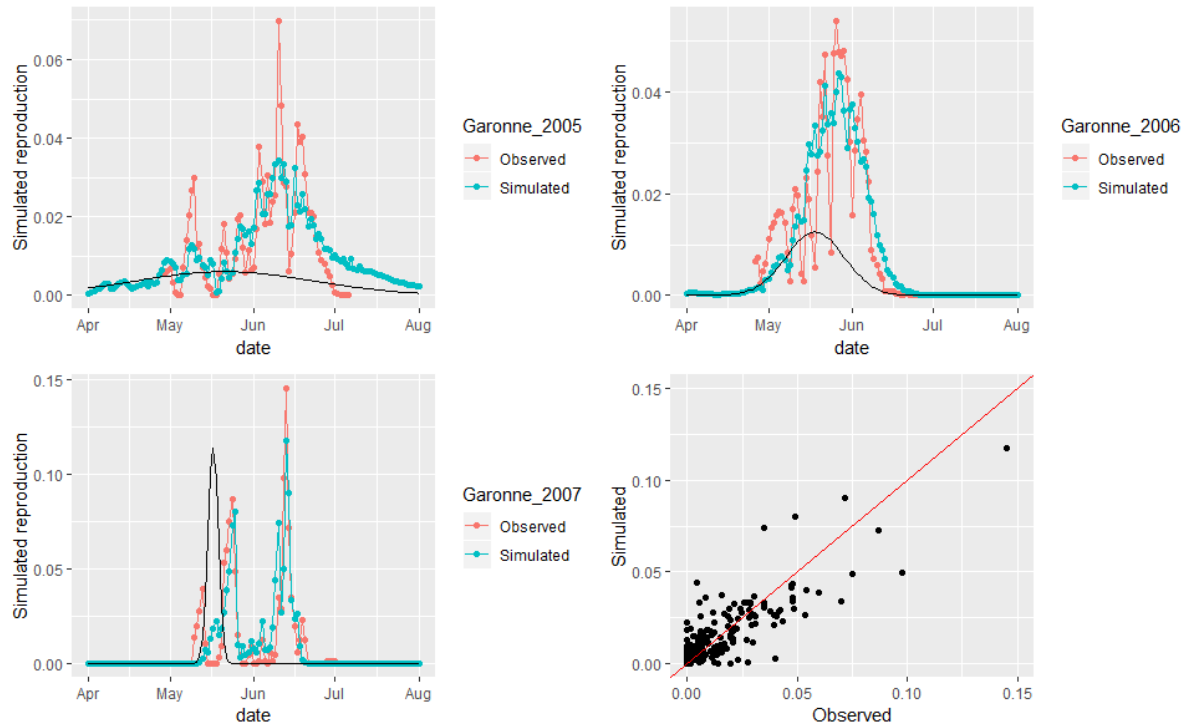 Simulated reproduction
0.06
0.04
0.02
0.00
Apr May Jun Jul Aug
date
Garonne_2005
Observed
Simulated
Simulated reproduction
0.04
0.02
0.00
Apr May Jun Jul Aug
date
Garonne_2006
Observed
Simulated
Simulated reproduction
0.15
0.10
0.05
0.00
Apr May Jun Jul Aug
date
Garonne_2007
Observed
Simulated
Simulated
0.15
0.10
0.05
0.00
0.00 0.05 0.10 0.15
Observed